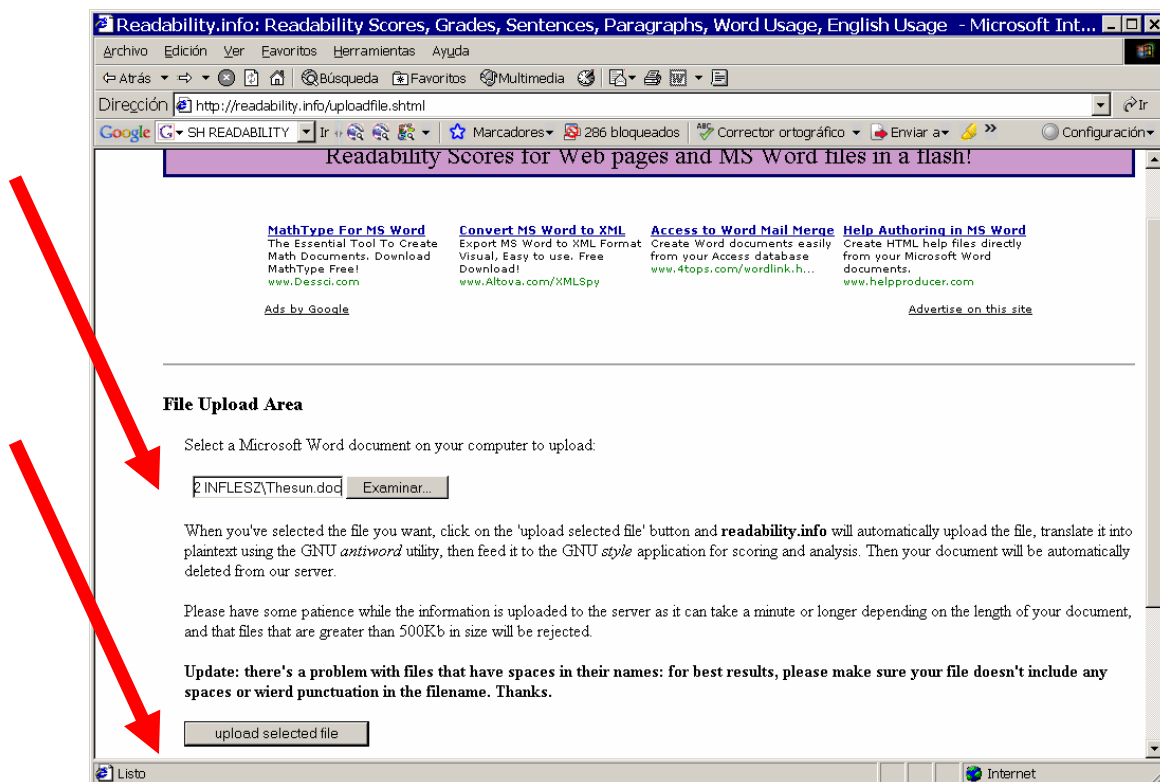 Readability.info: Readability Scores, Grades, Sentences, Paragraphs, Word Usage, English Usage - Microsoft Int...
Archivo Edición Ver Favoritos Herramientas Ayuda
Atrás Búsqueda Favoritos Multimedia
Dirección http://readability.info/uploadfile.shtml Ir
Google G SH READABILITY Ir Marcadores 286 bloqueados ABC Corrector ortográfico Enviar a » Configuración
Readability Scores for Web pages and MS Word files in a flash!
MathType For MS Word Convert MS Word to XML Access to Word Mail Merge Help Authoring in MS Word
The Essential Tool To Create Export MS Word to XML Format Create Word documents easily Create HTML help files directly
Math Documents. Download Visual, Easy to use. Free from your Access database from your Microsoft Word
MathType Free! Download! www.4tops.com/wordlink.h... documents.
www.Dessci.com www.Altova.com/XMLSpy www.helpproducer.com
Ads by Google Advertise on this site
File Upload Area
Select a Microsoft Word document on your computer to upload:
2 INFLESZ\Thesun.doc Examinar...
When you've selected the file you want, click on the 'upload selected file' button and readability.info will automatically upload the file, translate it into
plaintext using the GNU antiword utility, then feed it to the GNU style application for scoring and analysis. Then your document will be automatically
deleted from our server.
Please have some patience while the information is uploaded to the server as it can take a minute or longer depending on the length of your document,
and that files that are greater than 500Kb in size will be rejected.
Update: there's a problem with files that have spaces in their names: for best results, please make sure your file doesn't include any
spaces or wierd punctuation in the filename. Thanks.
upload selected file
Listo Internet